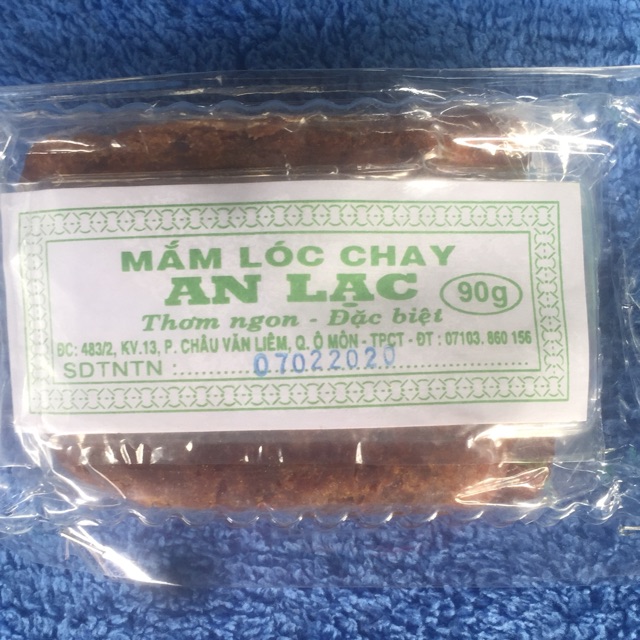 MẮM LÓC CHAY
AN LẠC 90g
Thơm ngon - Đặc biệt
BC: 483/2, KV.13, P. CHÂU VĂN LIÊM, Q. Ô MÔN - TPCT - ĐT : 07103. 860 156
SDTNTN : 07022020